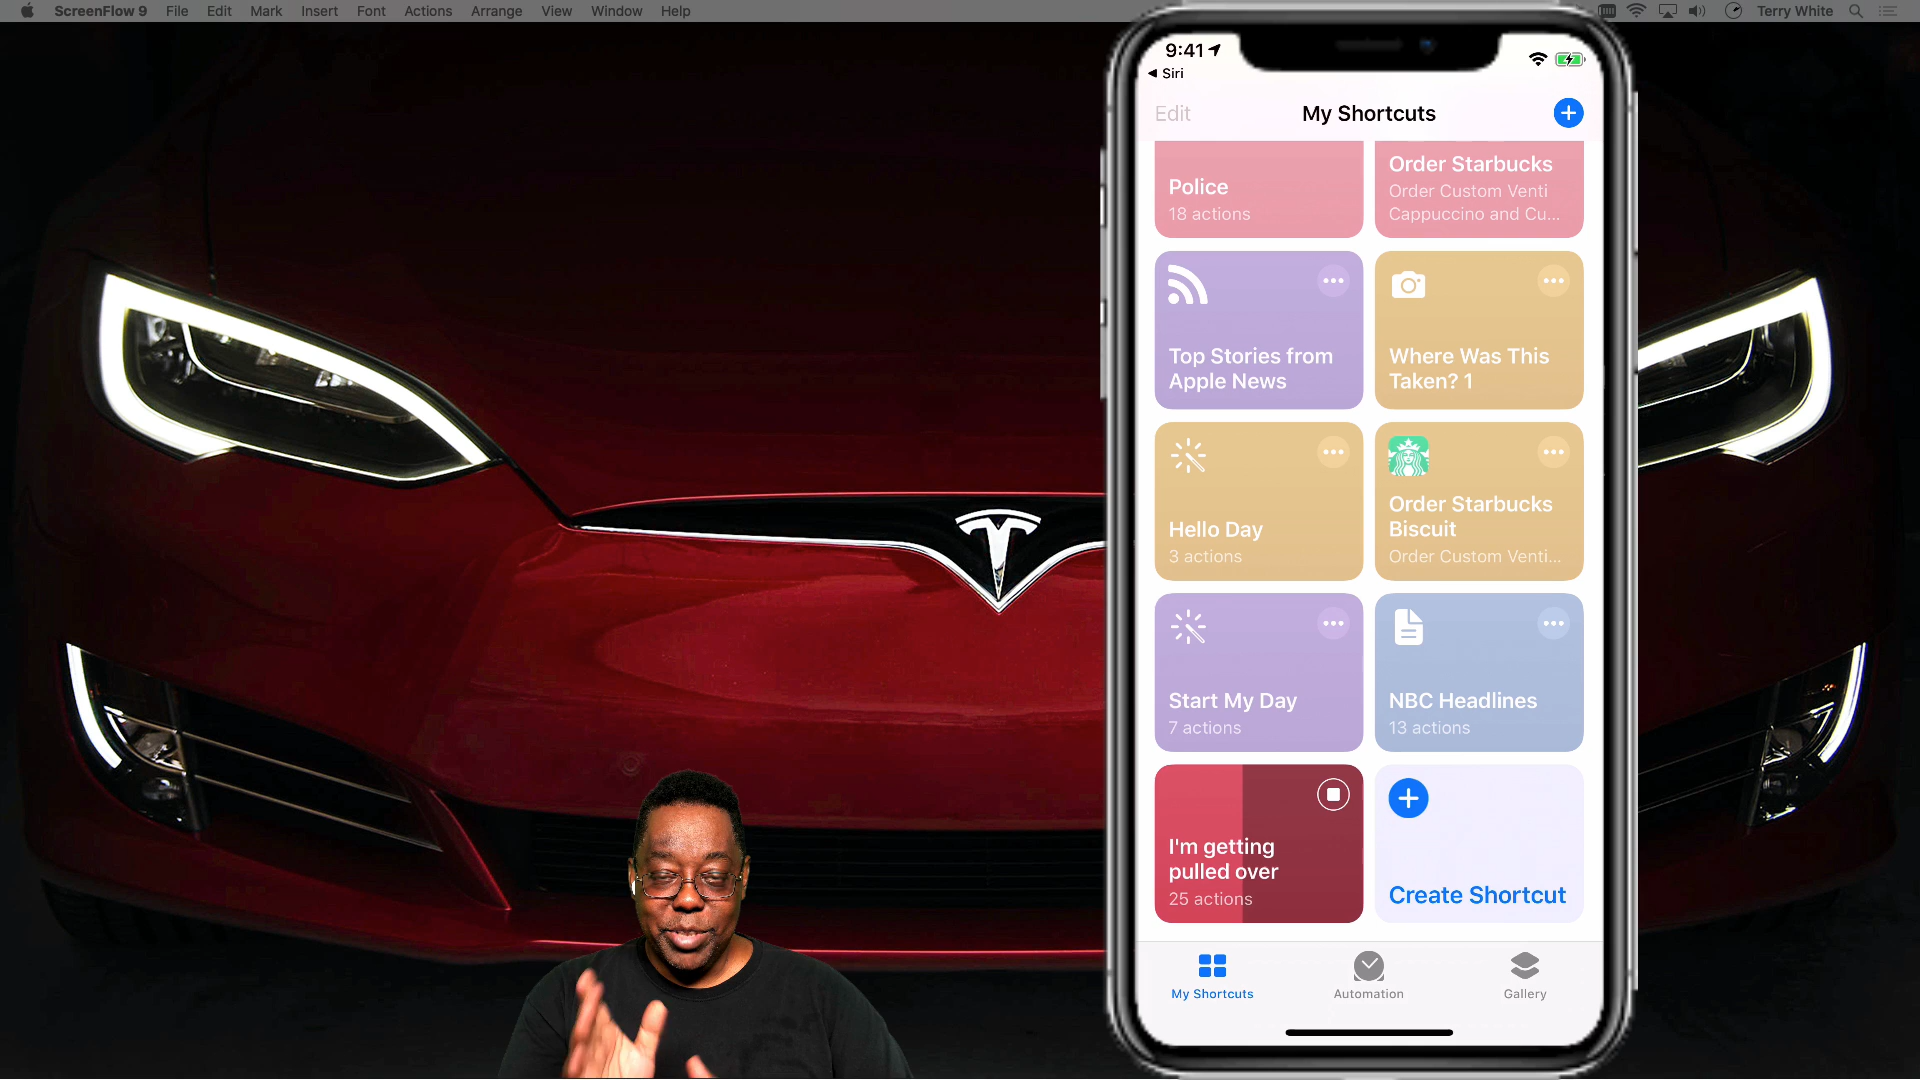 ScreenFlow 9 File Edit Mark Insert Font Actions Arrange View Window Help
Terry White
9:41
Siri
Edit
My Shortcuts
Police
18 actions
Order Starbucks
Order Custom Venti
Cappuccino and Cu...
Top Stories from
Apple News
Where Was This
Taken? 1
Hello Day
3 actions
Order Starbucks
Biscuit
Order Custom Venti...
Start My Day
7 actions
NBC Headlines
13 actions
I'm getting
pulled over
25 actions
Create Shortcut
My Shortcuts
Automation
Gallery